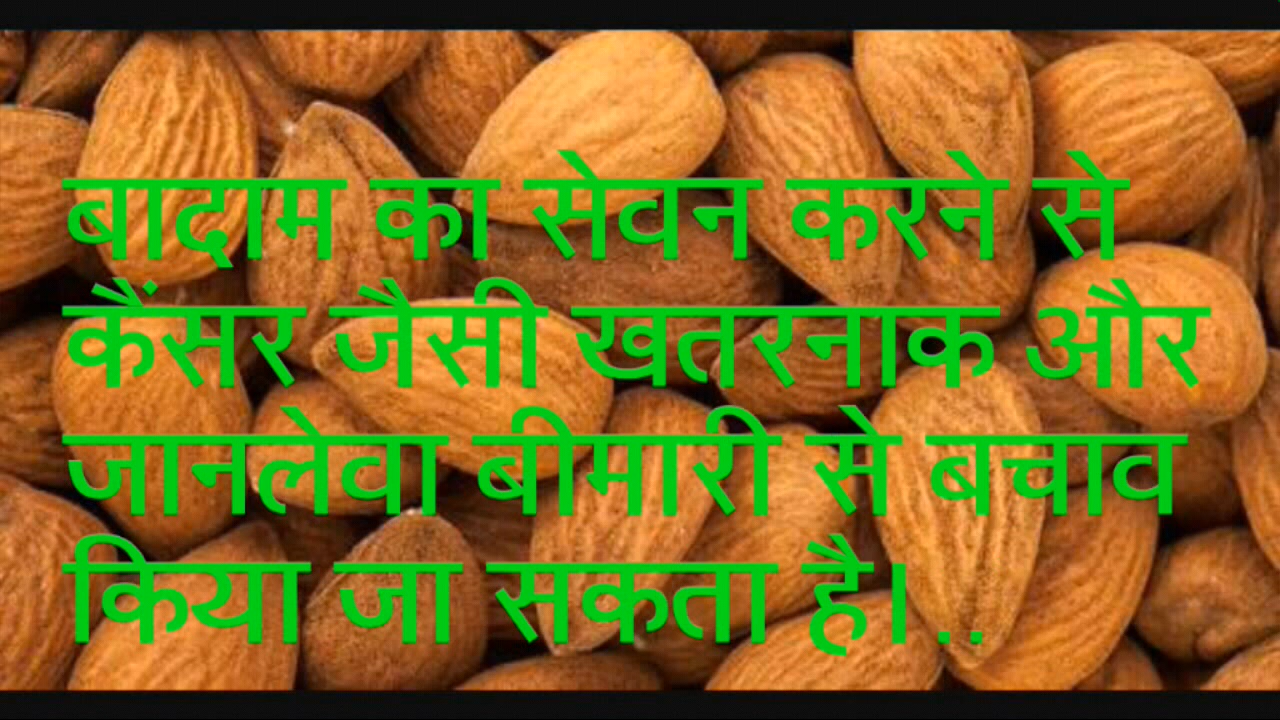 बादाम का सेवन करने से
कैंसर जैसी खतरनाक और
जानलेवा बीमारी से बचाव
किया जा सकता है।..